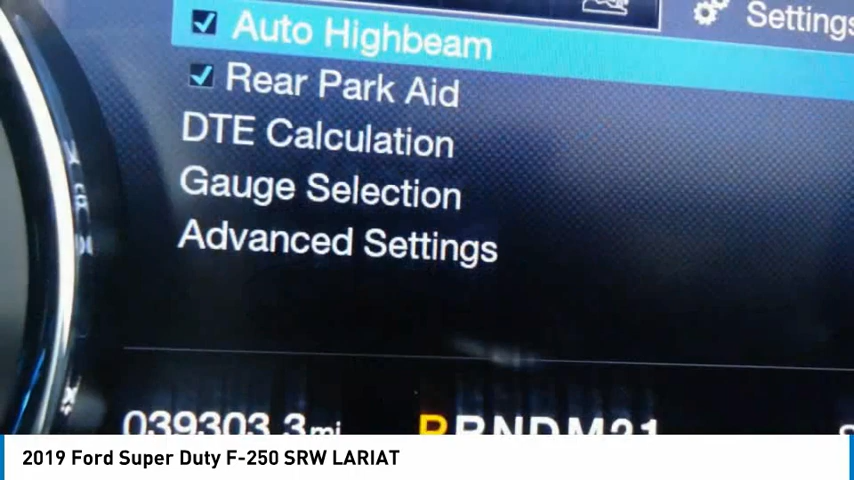 Settings
Auto Highbeam
Rear Park Aid
DTE Calculation
Gauge Selection
Advanced Settings
039303.3mi PRNDM21
2019 Ford Super Duty F-250 SRW LARIAT